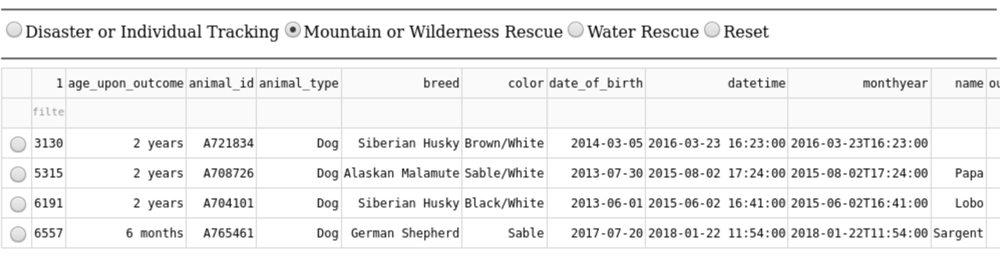 Disaster or Individual Tracking Mountain or Wilderness Rescue Water Rescue Reset
1 age_upon_outcome animal_id animal_type breed color date_of_birth datetime monthyear name ou
filte
3130 2 years A721834 Dog Siberian Husky Brown/White 2014-03-05 2016-03-23 16:23:00 2016-03-23T16:23:00
5315 2 years A708726 Dog Alaskan Malamute Sable/White 2013-07-30 2015-08-02 17:24:00 2015-08-02T17:24:00 Papa
6191 2 years A704101 Dog Siberian Husky Black/White 2013-06-01 2015-06-02 16:41:00 2015-06-02T16:41:00 Lobo
6557 6 months A765461 Dog German Shepherd Sable 2017-07-20 2018-01-22 11:54:00 2018-01-22T11:54:00 Sargent